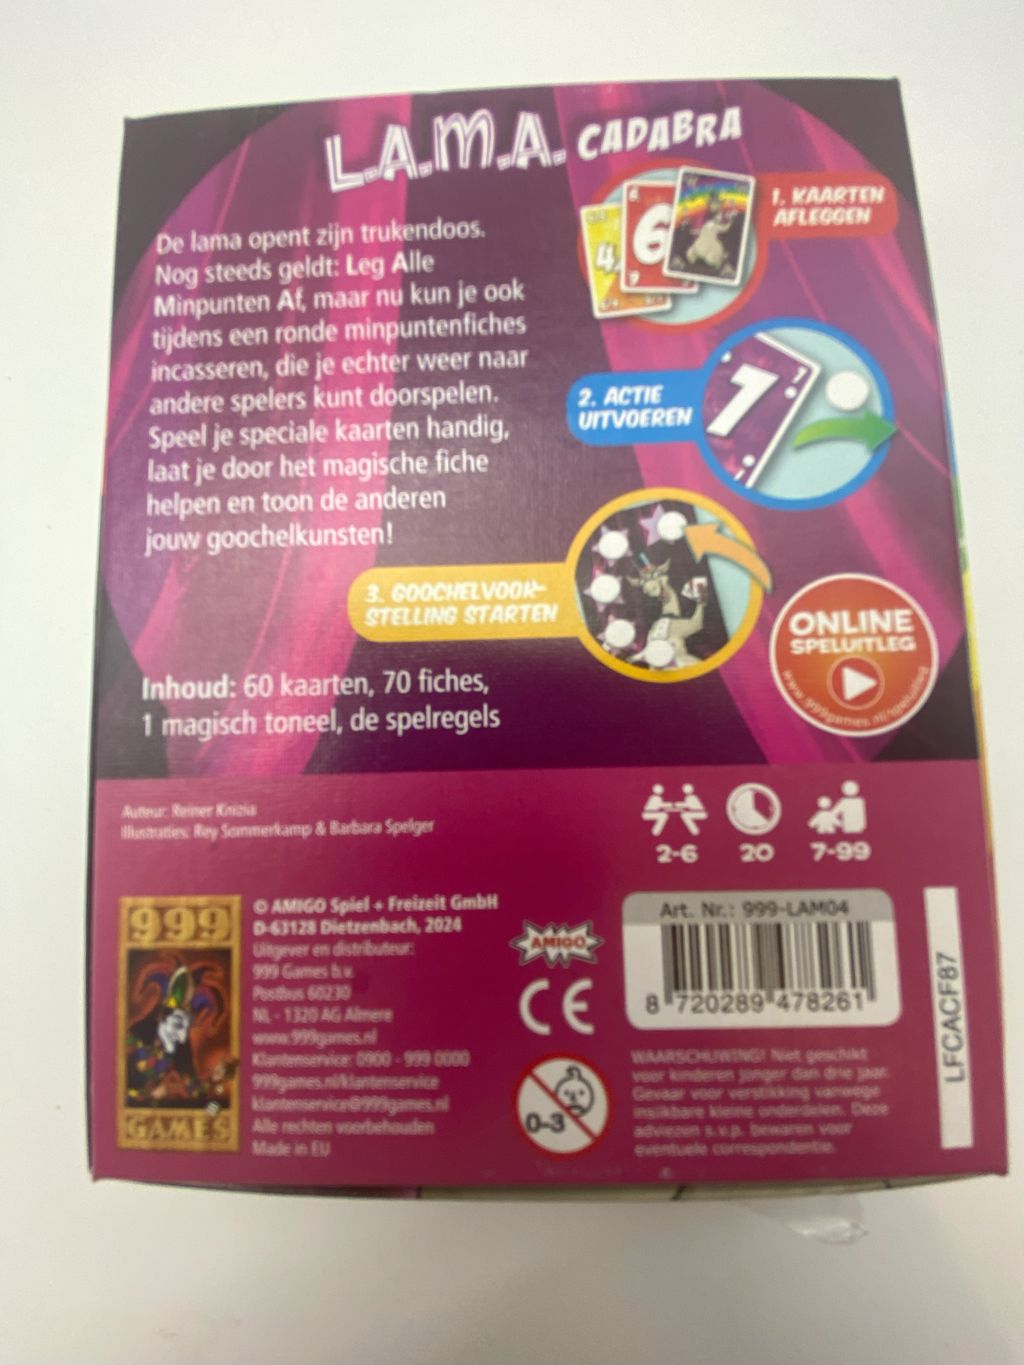 L.A.M.A. CADABRA
De lama opent zijn trukendoos.
Nog steeds geldt: Leg Alle
Minpunten Af, maar nu kun je ook
tijdens een ronde minpuntenfiches
incasseren, die je echter weer naar
andere spelers kunt doorspelen.
Speel je speciale kaarten handig,
laat je door het magische fiche
helpen en toon de anderen
jouw goochelkunsten!
1. KAARTEN
AFLEGGEN
4
6
2. ACTIE
UITVOEREN
1
3. GOOCHELVOOR-
STELLING STARTEN
ONLINE
SPELUITLEG
www.999games.nl/speluitleg
Inhoud: 60 kaarten, 70 fiches,
1 magisch toneel, de spelregels
Auteur: Reiner Knizia
Illustraties: Rey Sommerkamp & Barbara Spelger
2-6 20 7-99
999
GAMES
© AMIGO Spiel + Freizeit GmbH
D-63128 Dietzenbach, 2024
Uitgever en distributeur:
999 Games b.v.
Postbus 60230
NL - 1320 AG Almere
www.999games.nl
Klantenservice: 0900 - 999 0000
999games.nl/klantenservice
klantenservice@999games.nl
Alle rechten voorbehouden
Made in EU
AMIGO
CE
0-3
Art. Nr.: 999-LAM04
8 720289 478261
WAARSCHUWING! Niet geschikt
voor kinderen jonger dan drie jaar.
Gevaar voor verstikking vanwege
inslikbare kleine onderdelen. Deze
adviezen s.v.p. bewaren voor
eventuele correspondentie.
LFCACF87